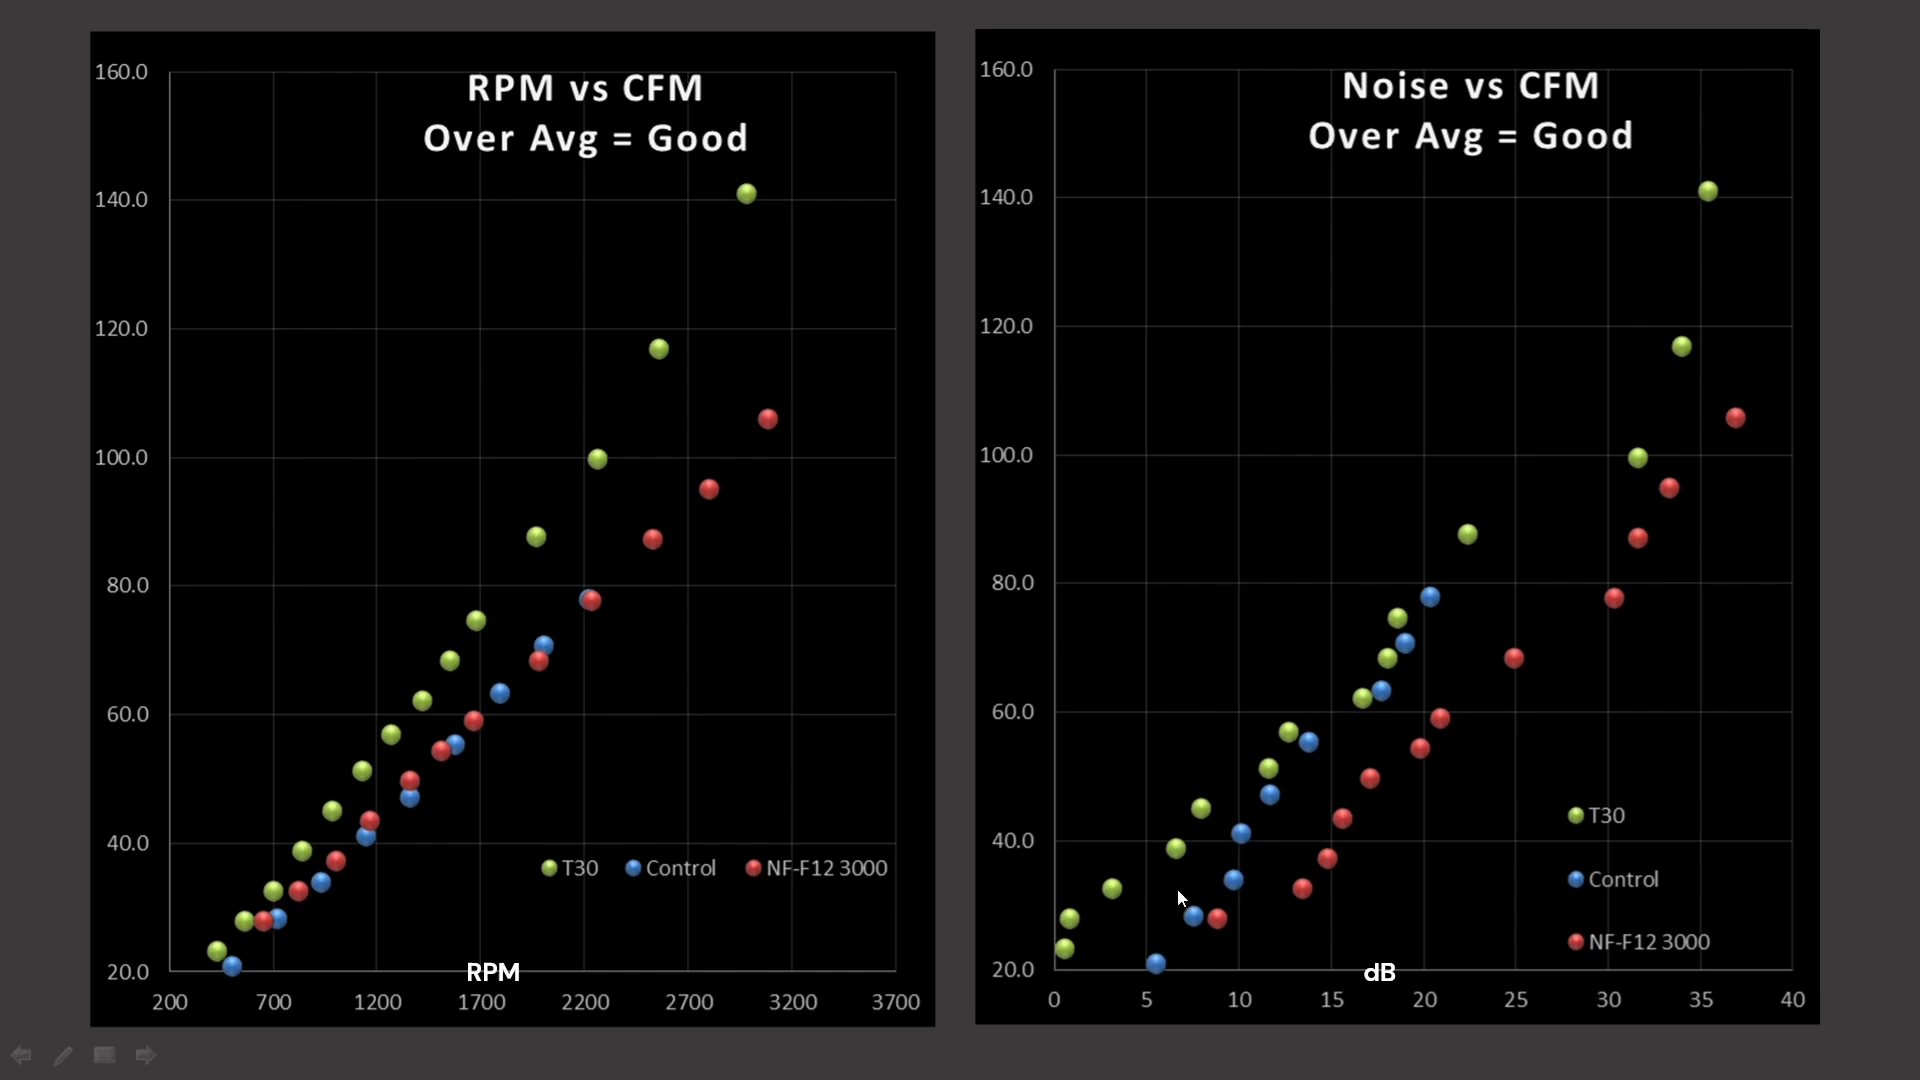 RPM vs CFM
Over Avg = Good
160.0
140.0
120.0
100.0
80.0
60.0
40.0
20.0
T30 Control NF-F12 3000
RPM
200 700 1200 1700 2200 2700 3200 3700
Noise vs CFM
Over Avg = Good
160.0
140.0
120.0
100.0
80.0
60.0
40.0
20.0
T30
Control
NF-F12 3000
dB
0 5 10 15 20 25 30 35 40